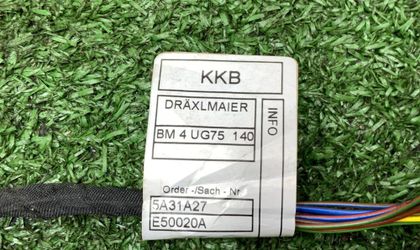 KKB
DRÄXLMAIER
BM 4 UG75 140
Order -/Sach - Nr
5A31A27
E50020A
INFO